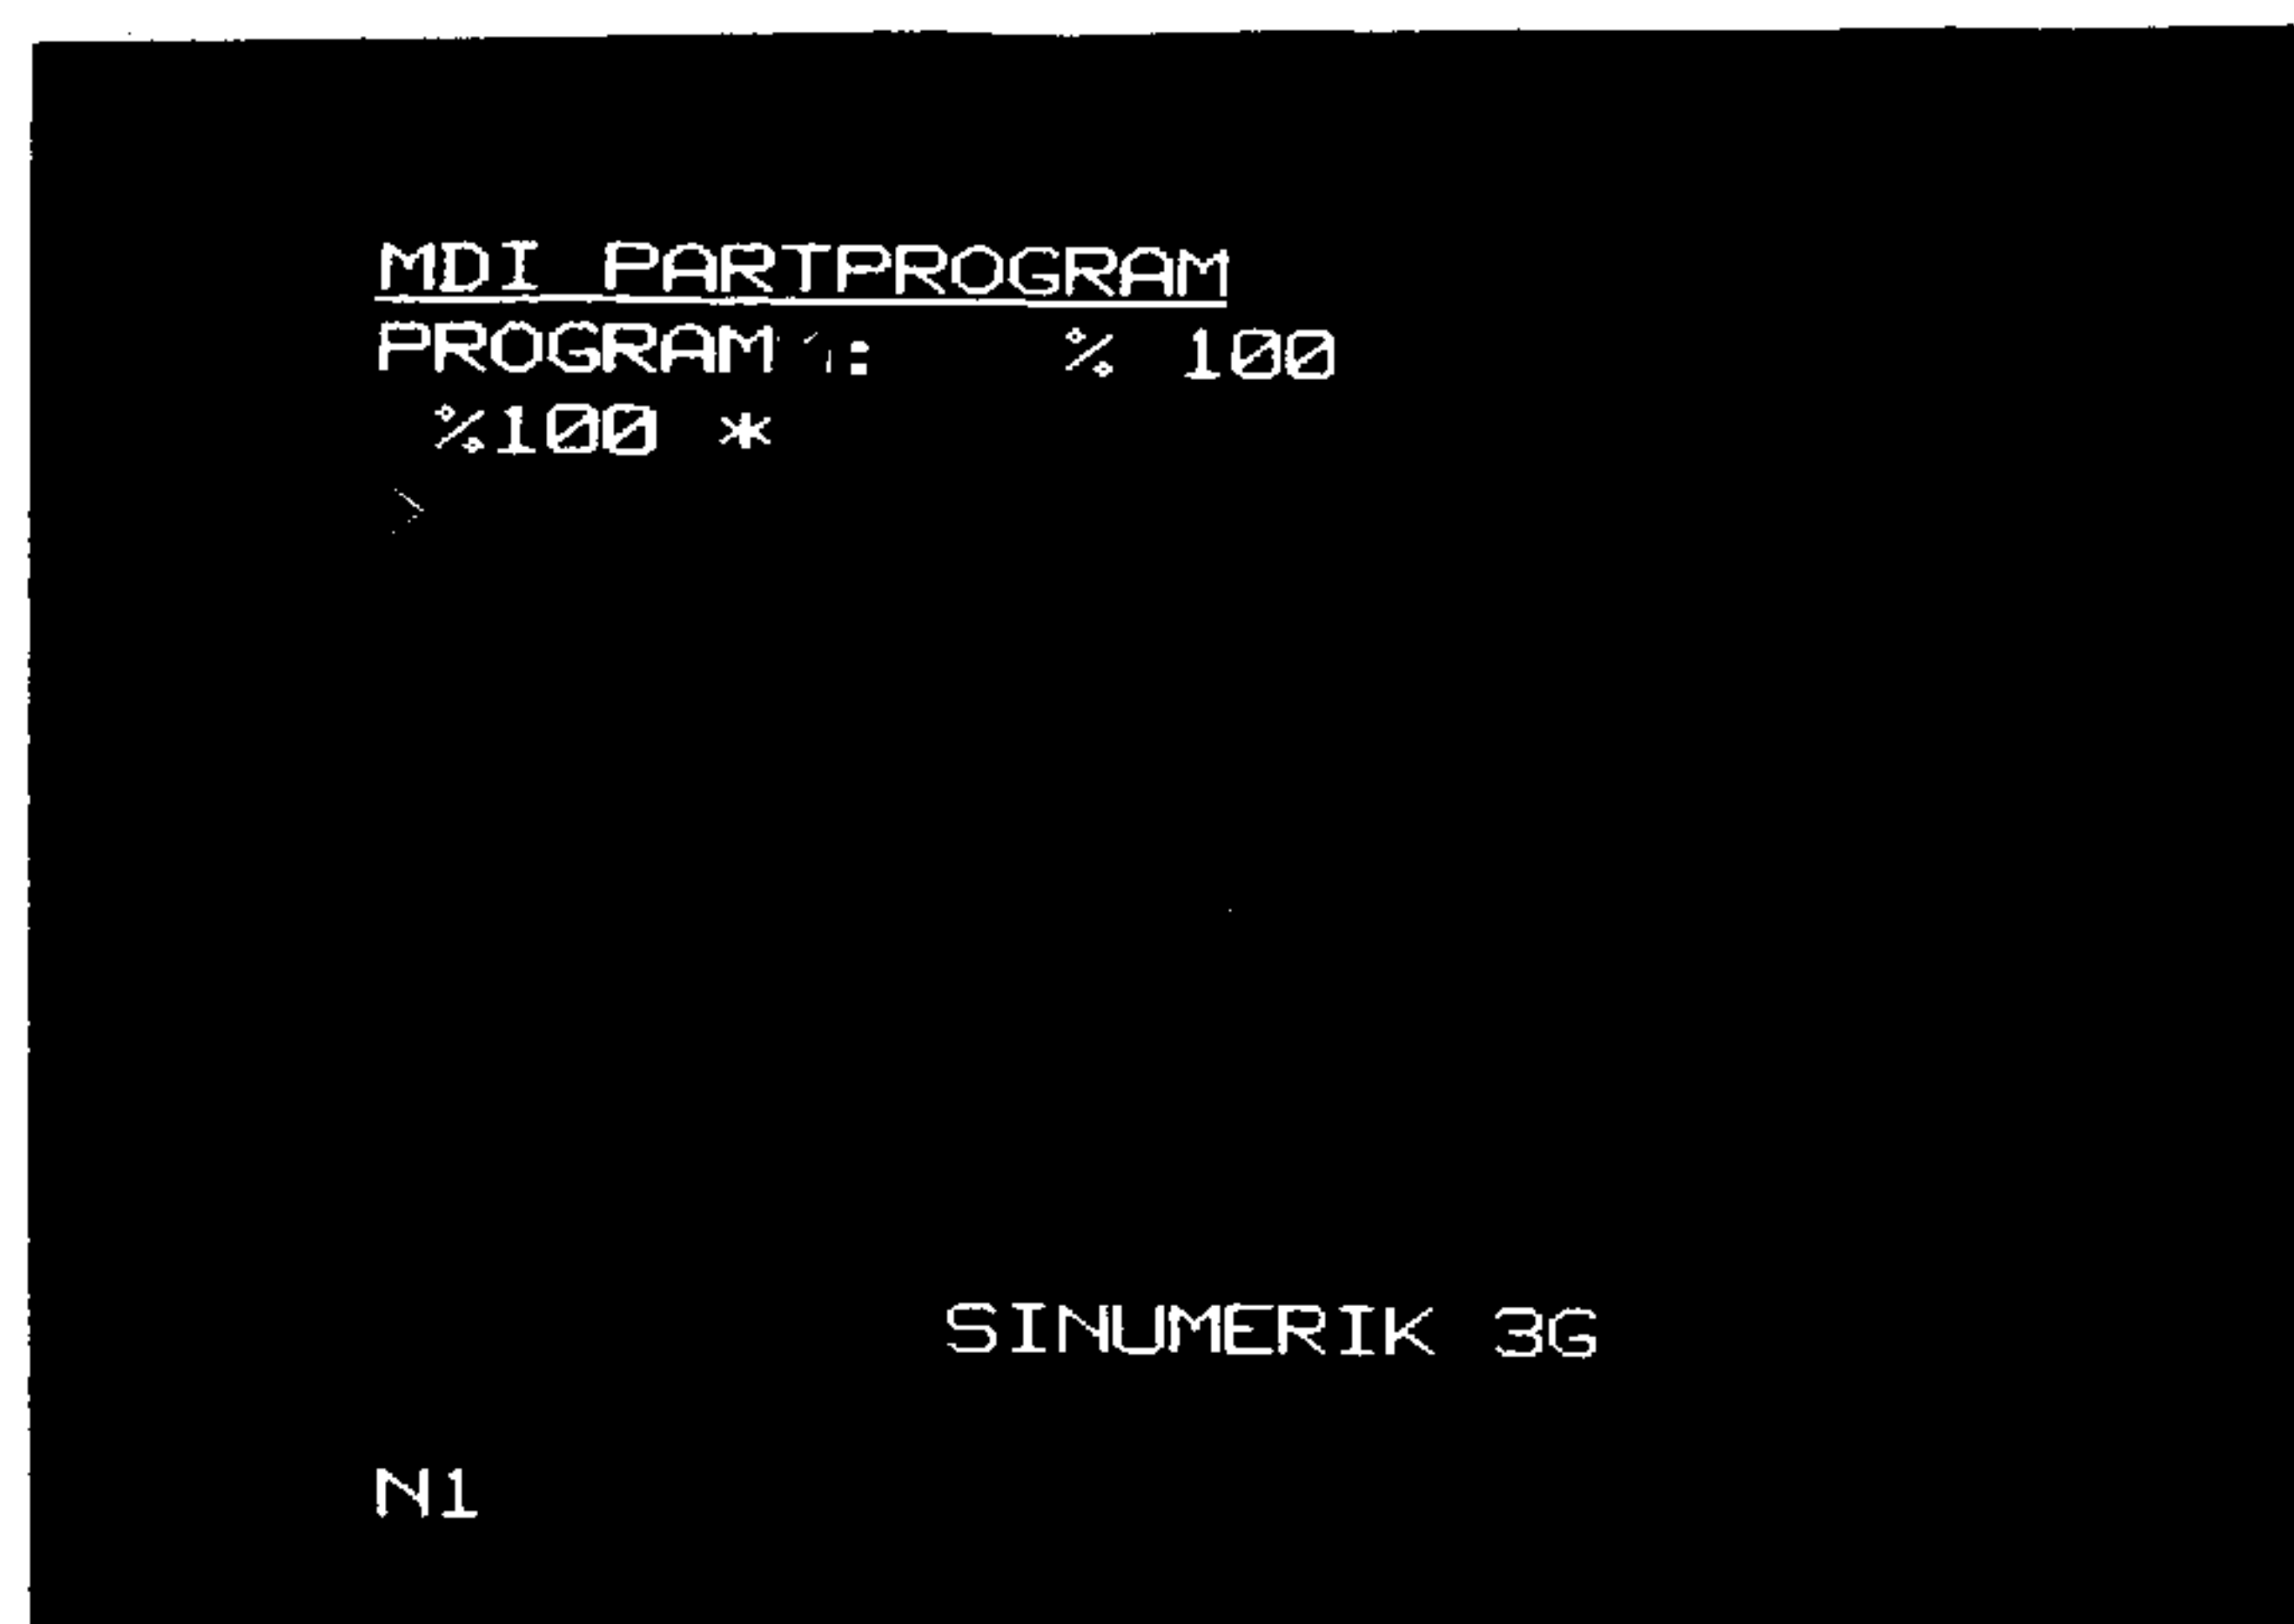 MDI PARTPROGRAM
PROGRAM : % 100
%100 *
>
SINUMERIK 3G
N1